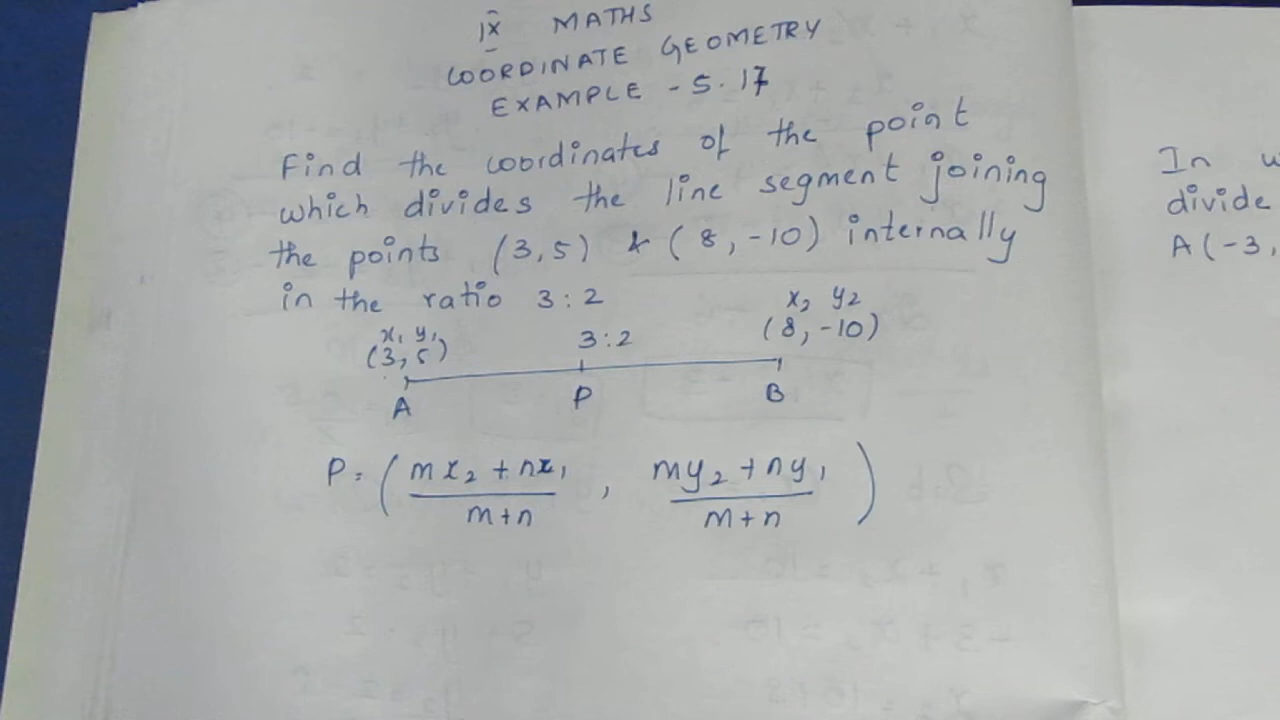 IX MATHS
COORDINATE GEOMETRY
EXAMPLE - 5.17
Find the coordinates of the point
which divides the line segment joining
the points (3,5) & (8,-10) internally
in the ratio 3:2
x₁ y₁ x₂ y₂
(3,5) 3:2 (8,-10)
A P B
P = ( mx₂ + nx₁ / m+n , my₂ + ny₁ / m+n )
In
divide
A(-3,